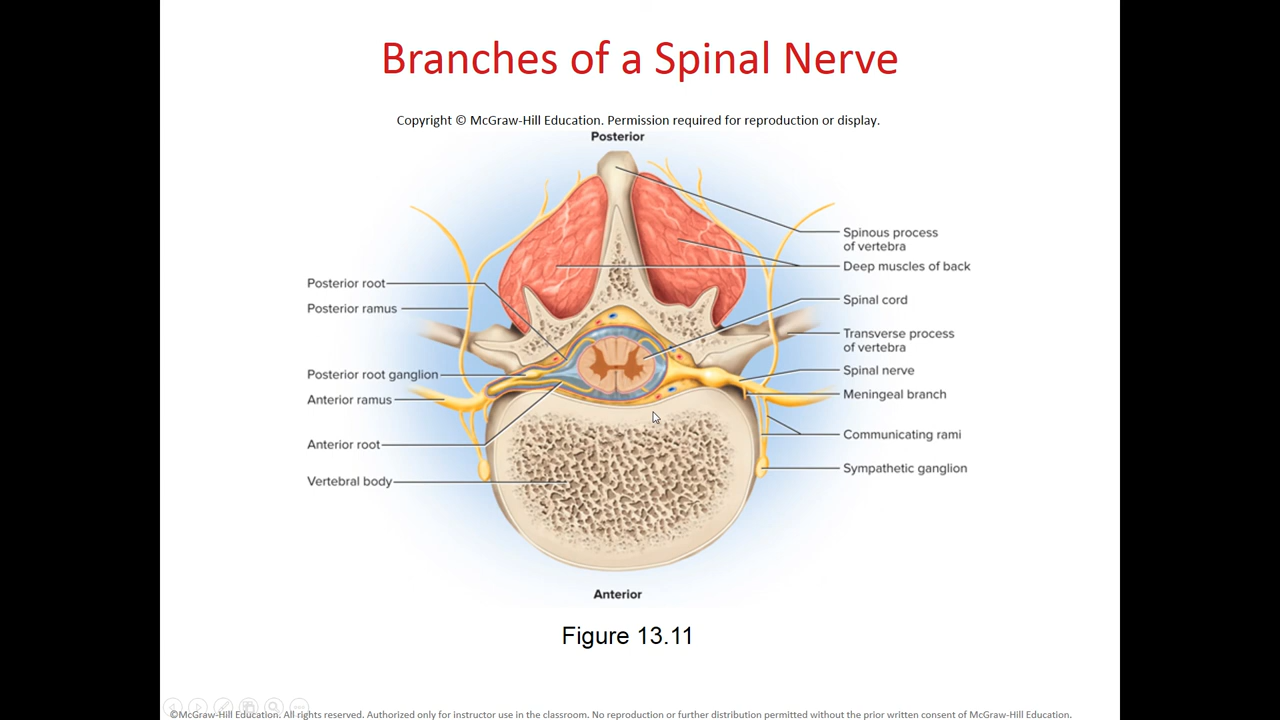 Branches of a Spinal Nerve
Copyright © McGraw-Hill Education. Permission required for reproduction or display.
Posterior
Posterior root
Posterior ramus
Posterior root ganglion
Anterior ramus
Anterior root
Vertebral body
Spinous process
of vertebra
Deep muscles of back
Spinal cord
Transverse process
of vertebra
Spinal nerve
Meningeal branch
Communicating rami
Sympathetic ganglion
Anterior
Figure 13.11
©McGraw-Hill Education. All rights reserved. Authorized only for instructor use in the classroom. No reproduction or further distribution permitted without the prior written consent of McGraw-Hill Education.